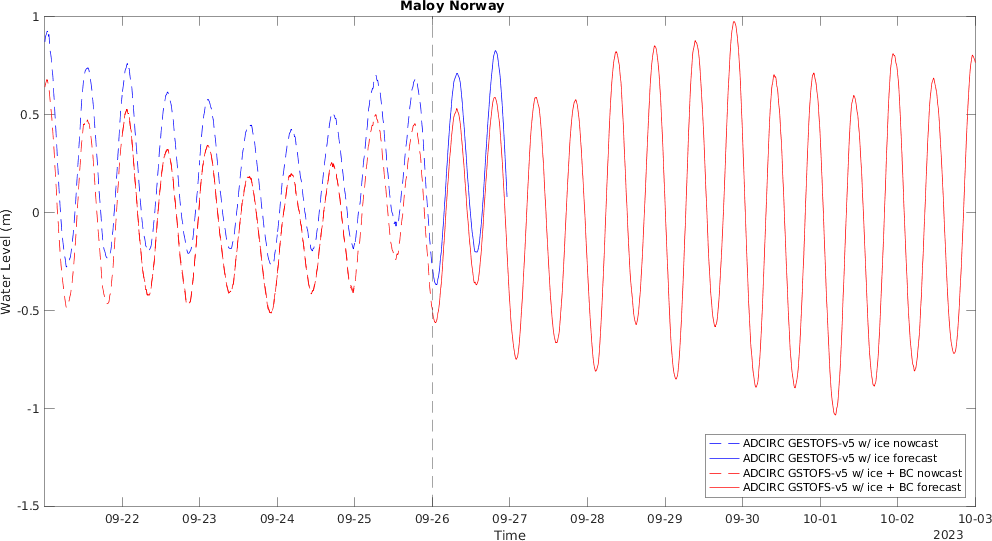 Maloy Norway
Water Level (m)
1
0.5
0
-0.5
-1
-1.5
ADCIRC GESTOFS-v5 w/ ice nowcast
ADCIRC GESTOFS-v5 w/ ice forecast
ADCIRC GSTOFS-v5 w/ ice + BC nowcast
ADCIRC GSTOFS-v5 w/ ice + BC forecast
09-22 09-23 09-24 09-25 09-26 09-27 09-28 09-29 09-30 10-01 10-02 10-03
Time
2023